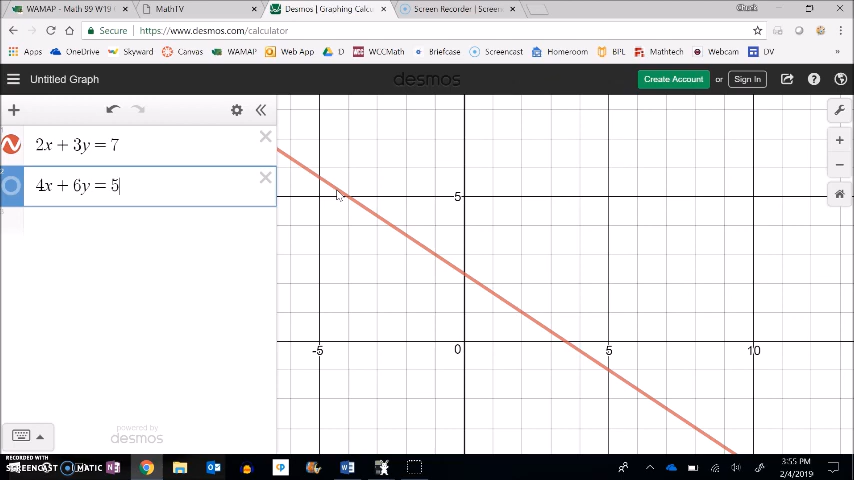 WAMAP - Math 99 W19
MathTV
Desmos | Graphing Calcu
Screen Recorder | Screen
Secure
https://www.desmos.com/calculator
Apps
OneDrive
Skyward
Canvas
WAMAP
Web App
D
WCCMath
Briefcase
Screencast
Homeroom
BPL
Mathtech
Webcam
DV
»
Untitled Graph
desmos
Create Account
or
Sign In
1
2x + 3y = 7
2
4x + 6y = 5
3
5
-5
0
5
10
powered by
desmos
RECORDED WITH
SCREENCAST MATIC
3:55 PM
2/4/2019